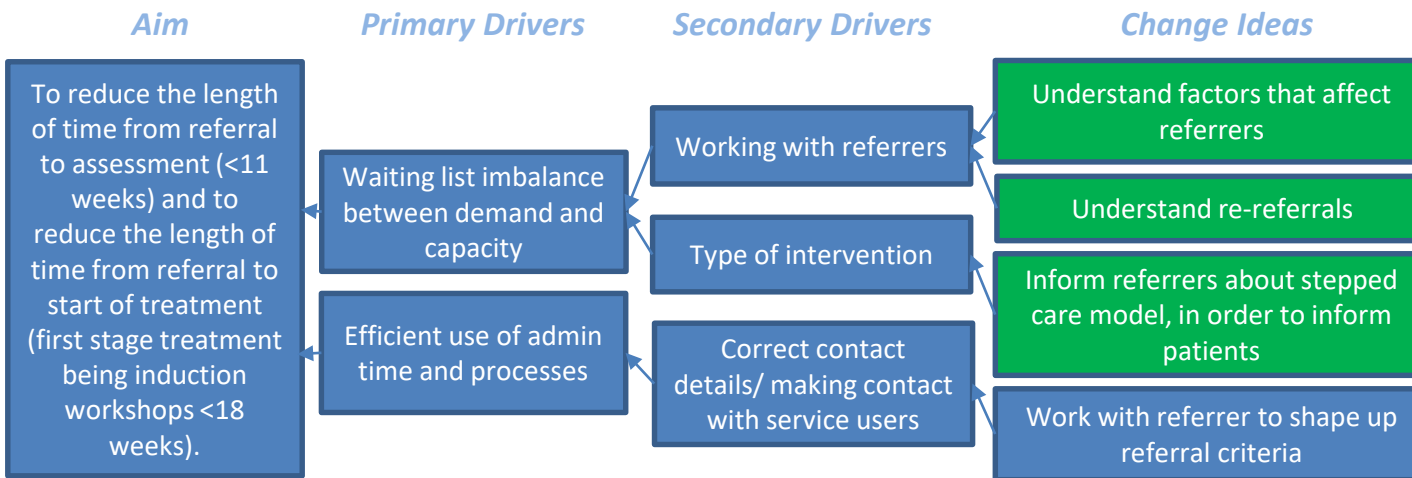 Aim
Primary Drivers
Secondary Drivers
Change Ideas
To reduce the length
of time from referral
to assessment (<11
weeks) and to
reduce the length of
time from referral to
start of treatment
(first stage treatment
being induction
workshops <18
weeks).
Waiting list imbalance
between demand and
capacity
Efficient use of admin
time and processes
Working with referrers
Type of intervention
Correct contact
details/ making contact
with service users
Understand factors that affect
referrers
Understand re-referrals
Inform referrers about stepped
care model, in order to inform
patients
Work with referrer to shape up
referral criteria